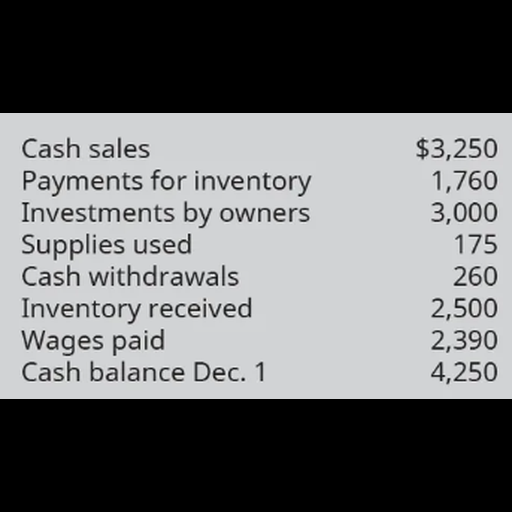 Cash sales $3,250
Payments for inventory 1,760
Investments by owners 3,000
Supplies used 175
Cash withdrawals 260
Inventory received 2,500
Wages paid 2,390
Cash balance Dec. 1 4,250